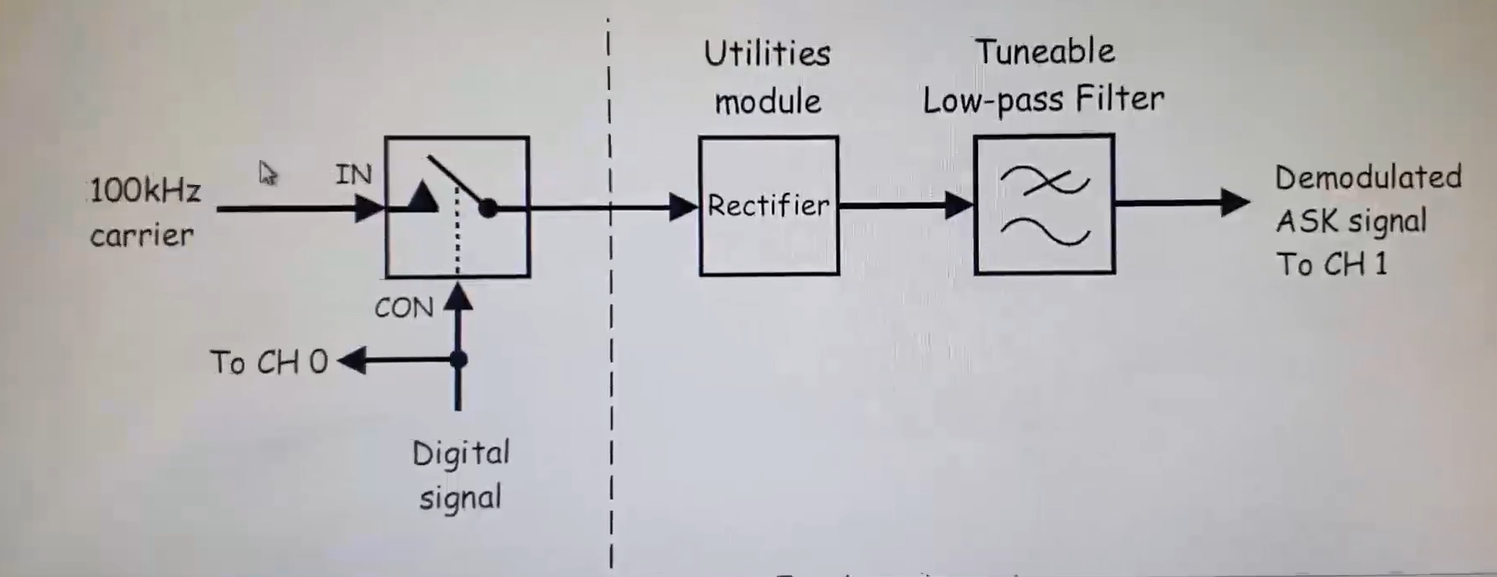 Utilities
module
Tuneable
Low-pass Filter
100kHz
carrier
IN
Rectifier
Demodulated
ASK signal
To CH 1
CON
To CH 0
Digital
signal